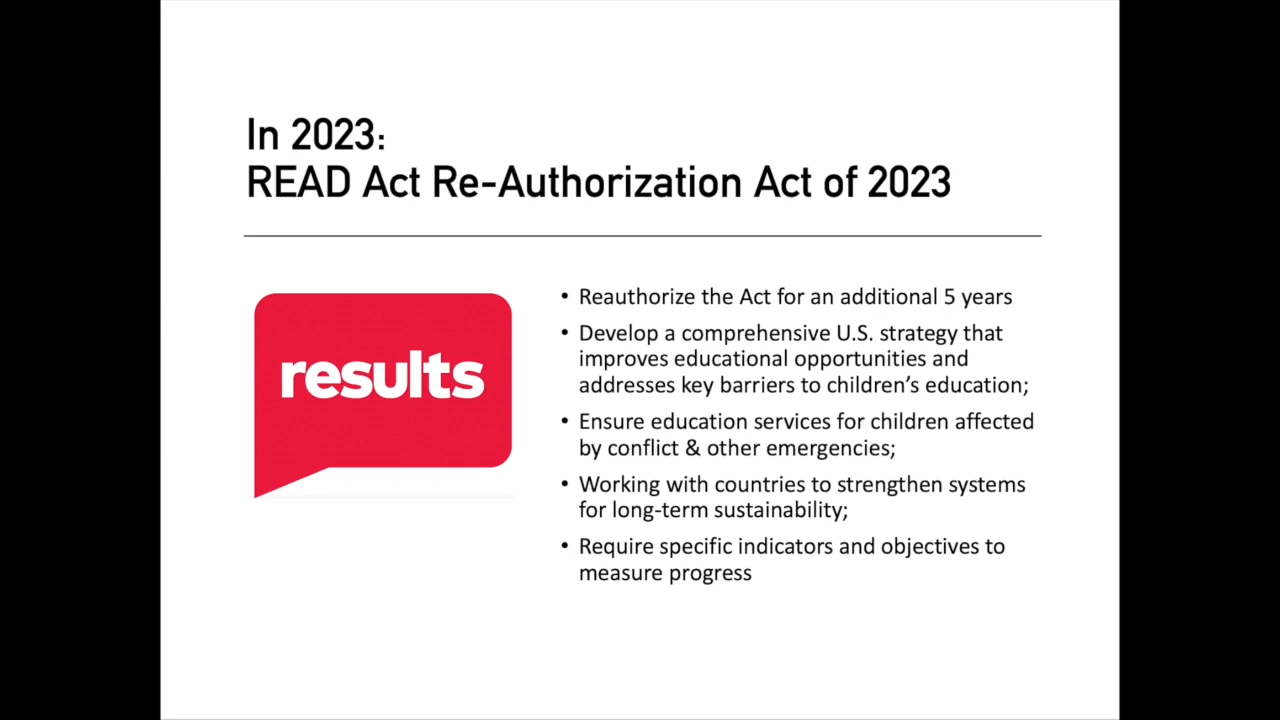 In 2023:
READ Act Re-Authorization Act of 2023
results
• Reauthorize the Act for an additional 5 years
• Develop a comprehensive U.S. strategy that
improves educational opportunities and
addresses key barriers to children's education;
• Ensure education services for children affected
by conflict & other emergencies;
• Working with countries to strengthen systems
for long-term sustainability;
• Require specific indicators and objectives to
measure progress